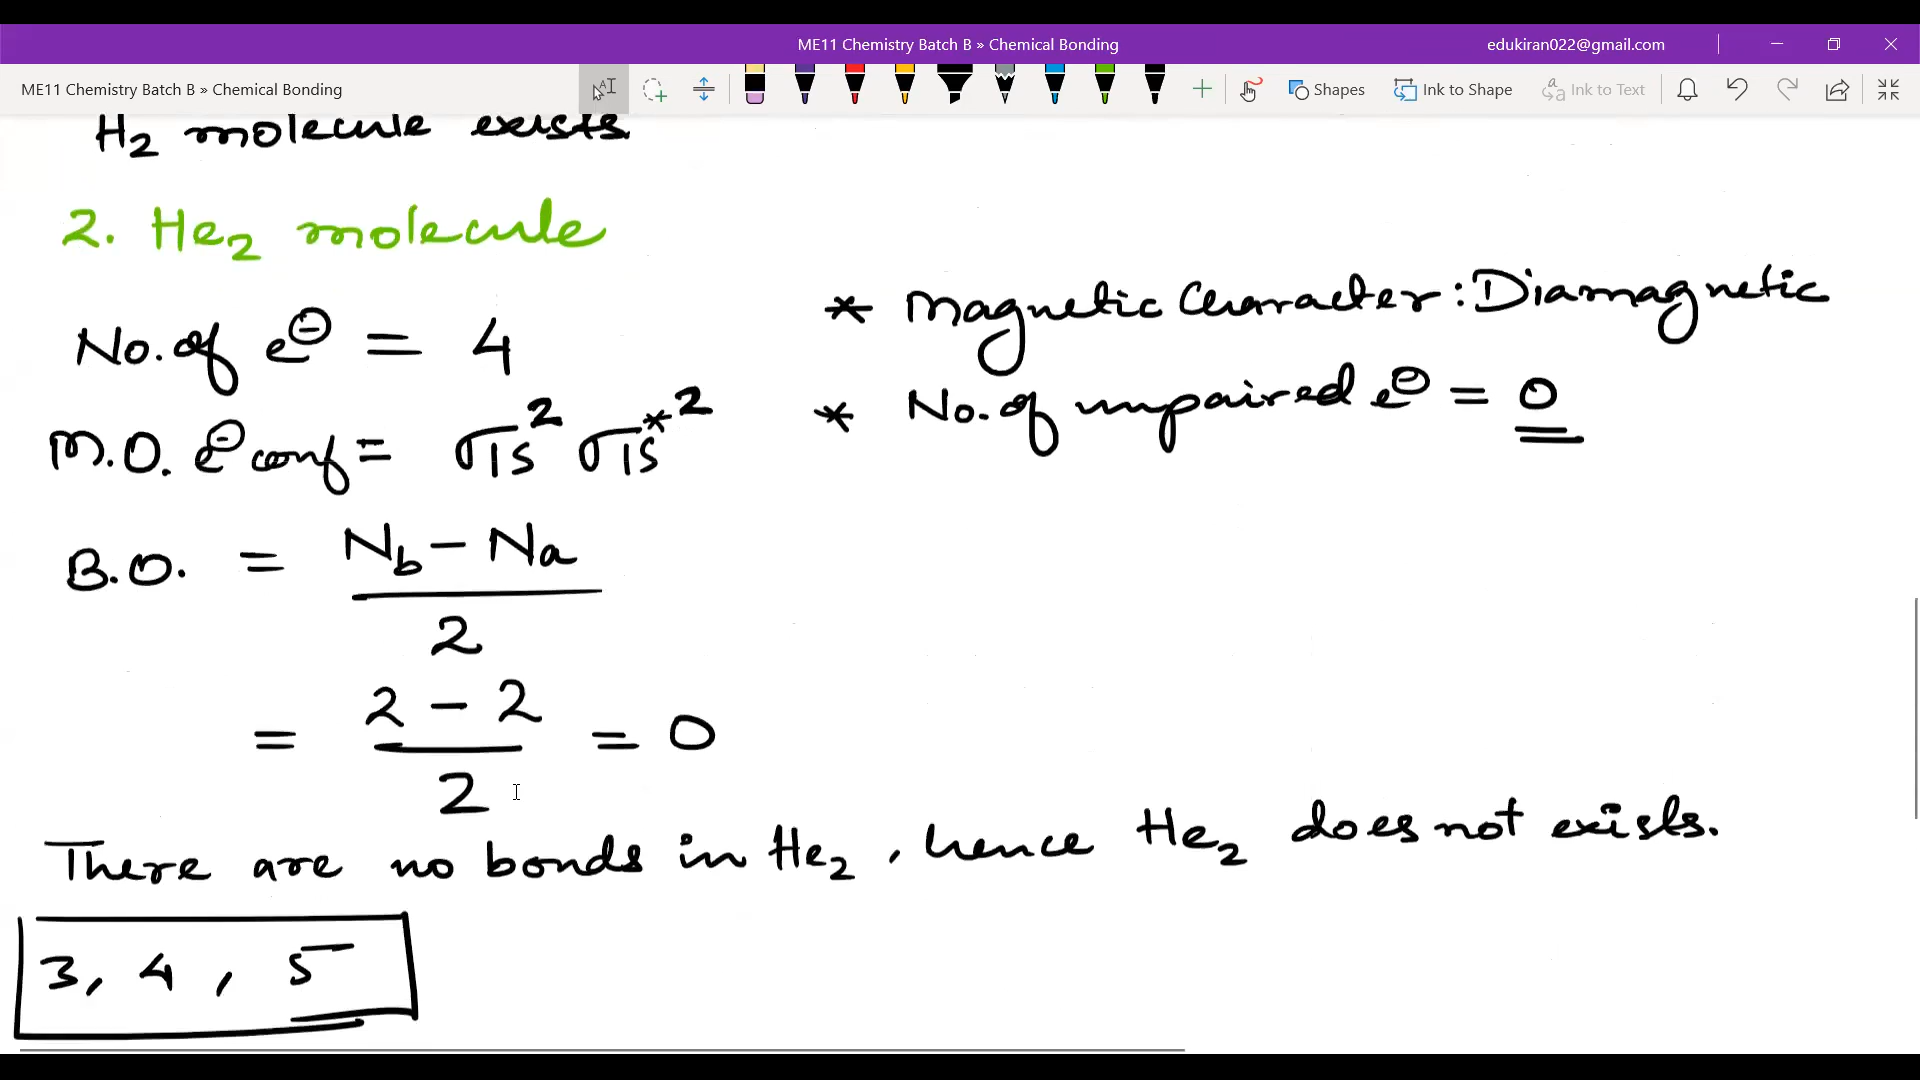 ME11 Chemistry Batch B » Chemical Bonding
edukiran022@gmail.com
ME11 Chemistry Batch B » Chemical Bonding
Shapes
Ink to Shape
Ink to Text
H₂ molecule exists
2. He₂ molecule
No. of e⊖ = 4
M.O. e⊖ conf = σ1s² σ1s*²
B.O. = Nb - Na
2
= 2 - 2 = 0
2
* Magnetic Character : Diamagnetic
* No. of unpaired e⊖ = 0
There are no bonds in He₂, hence He₂ does not exists.
3, 4, 5